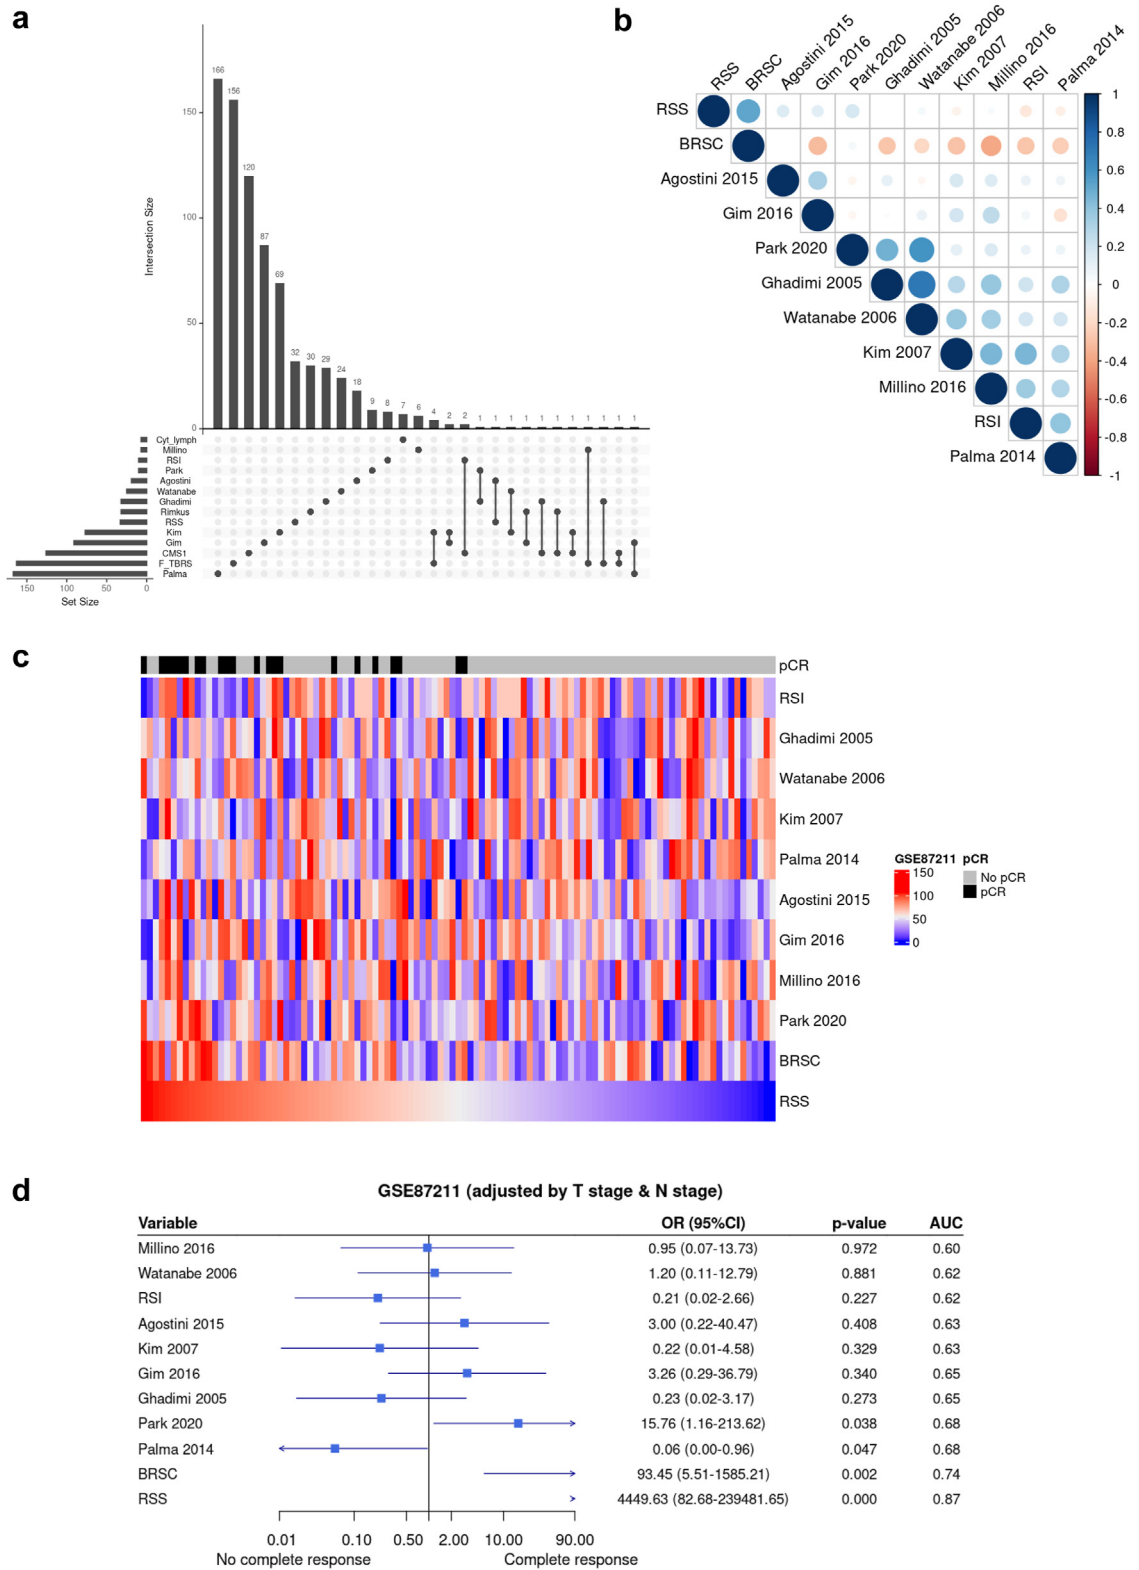 a
166
156
120
87
69
32
30
29
24
18
9
8
7
6
4
2
2
1
1
1
1
1
1
1
1
1
1
1
150
100
50
0
Intersection Size
Cyt_lymph
Millino
RSI
Park
Agostini
Watanabe
Ghadimi
Rimkus
RSS
Kim
Gim
CMS1
F_TBRS
Palma
150 100 50 0
Set Size
b
RSS
BRSC
Agostini 2015
Gim 2016
Park 2020
Ghadimi 2005
Watanabe 2006
Kim 2007
Millino 2016
RSI
Palma 2014
RSS
BRSC
Agostini 2015
Gim 2016
Park 2020
Ghadimi 2005
Watanabe 2006
Kim 2007
Millino 2016
RSI
Palma 2014
1
0.8
0.6
0.4
0.2
0
-0.2
-0.4
-0.6
-0.8
-1
c
pCR
RSI
Ghadimi 2005
Watanabe 2006
Kim 2007
Palma 2014
Agostini 2015
Gim 2016
Millino 2016
Park 2020
BRSC
RSS
GSE87211 pCR
150
100
50
0
No pCR
pCR
d
GSE87211 (adjusted by T stage & N stage)
Variable OR (95%CI) p-value AUC
Millino 2016 0.95 (0.07-13.73) 0.972 0.60
Watanabe 2006 1.20 (0.11-12.79) 0.881 0.62
RSI 0.21 (0.02-2.66) 0.227 0.62
Agostini 2015 3.00 (0.22-40.47) 0.408 0.63
Kim 2007 0.22 (0.01-4.58) 0.329 0.63
Gim 2016 3.26 (0.29-36.79) 0.340 0.65
Ghadimi 2005 0.23 (0.02-3.17) 0.273 0.65
Park 2020 15.76 (1.16-213.62) 0.038 0.68
Palma 2014 0.06 (0.00-0.96) 0.047 0.68
BRSC 93.45 (5.51-1585.21) 0.002 0.74
RSS 4449.63 (82.68-239481.65) 0.000 0.87
0.01 0.10 0.50 2.00 10.00 90.00
No complete response Complete response